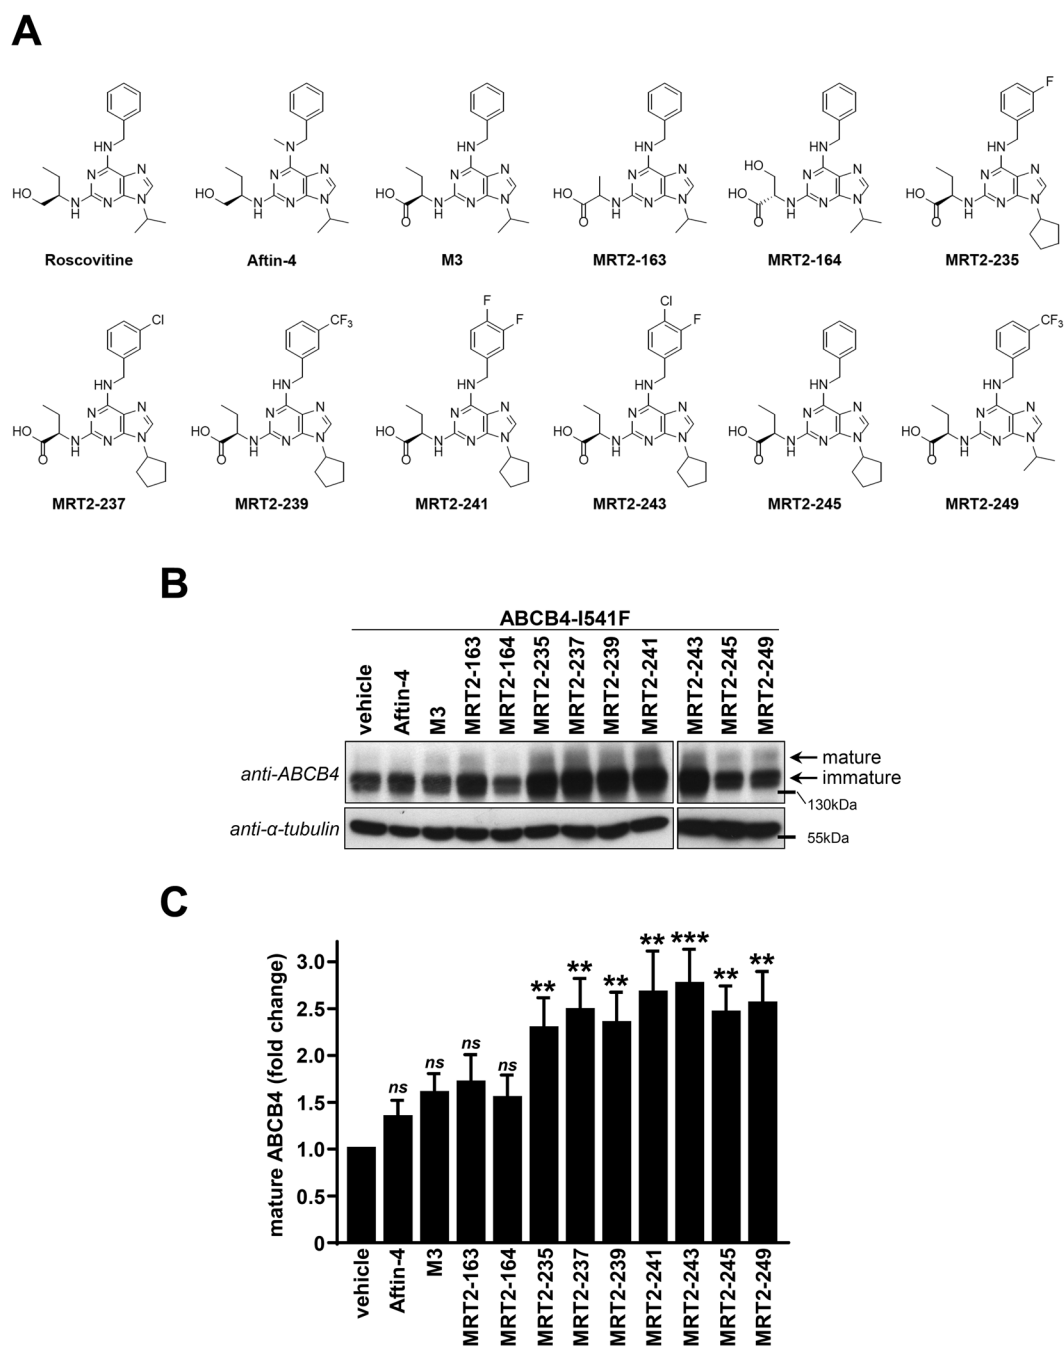 A
HN N N N N HO N H
Roscovitine
N N N N N HO N H
Aftin-4
HN N N N N HO O N H
M3
HN N N N N HO O N H
MRT2-163
HO HN N N N N HO O N H
MRT2-164
F HN N N N N HO O N H
MRT2-235
Cl HN N N N N HO O N H
MRT2-237
CF3 HN N N N N HO O N H
MRT2-239
F F HN N N N N HO O N H
MRT2-241
Cl F HN N N N N HO O N H
MRT2-243
HN N N N N HO O N H
MRT2-245
CF3 HN N N N N HO O N H
MRT2-249
B
ABCB4-I541F
vehicle
Aftin-4
M3
MRT2-163
MRT2-164
MRT2-235
MRT2-237
MRT2-239
MRT2-241
MRT2-243
MRT2-245
MRT2-249
anti-ABCB4
mature
immature
130kDa
anti-α-tubulin
55kDa
C
mature ABCB4 (fold change)
3.0
2.5
2.0
1.5
1.0
0.5
0
ns
ns
ns
ns
**
**
**
**
***
**
**
vehicle
Aftin-4
M3
MRT2-163
MRT2-164
MRT2-235
MRT2-237
MRT2-239
MRT2-241
MRT2-243
MRT2-245
MRT2-249